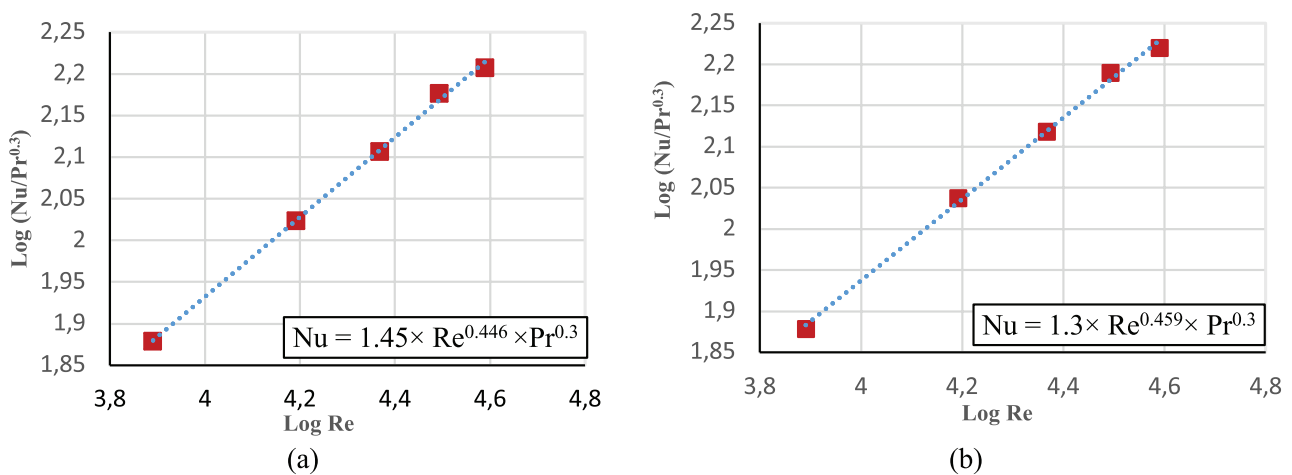 2,25
2,2
2,15
2,1
2,05
2
1,95
1,9
1,85
Log (Nu/Pr^0.3)
Nu = 1.45× Re^0.446 ×Pr^0.3
3,8 4 4,2 4,4 4,6 4,8
Log Re
(a)
2,25
2,2
2,15
2,1
2,05
2
1,95
1,9
1,85
Log (Nu/Pr^0.3)
Nu = 1.3× Re^0.459× Pr^0.3
3,8 4 4,2 4,4 4,6 4,8
Log Re
(b)